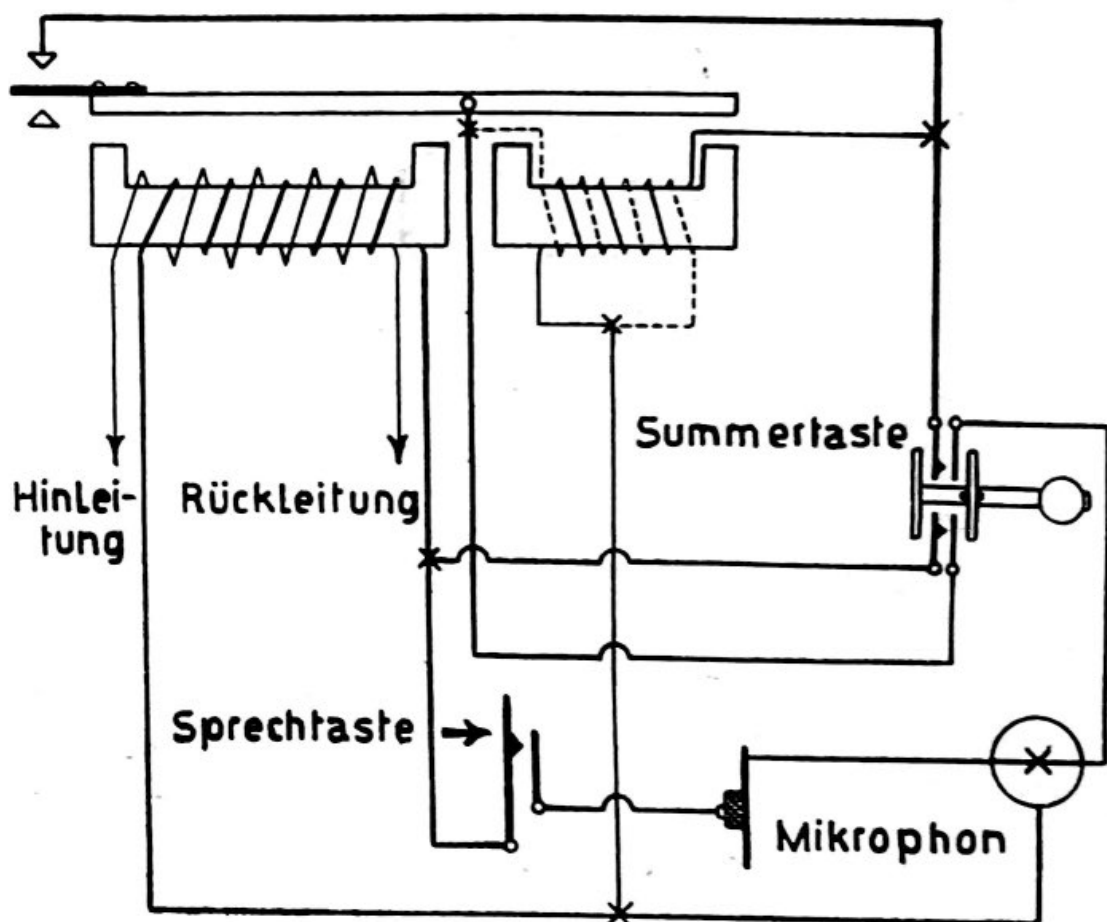 Summertaste
Hinlei-
tung
Rückleitung
Sprechtaste
Mikrophon